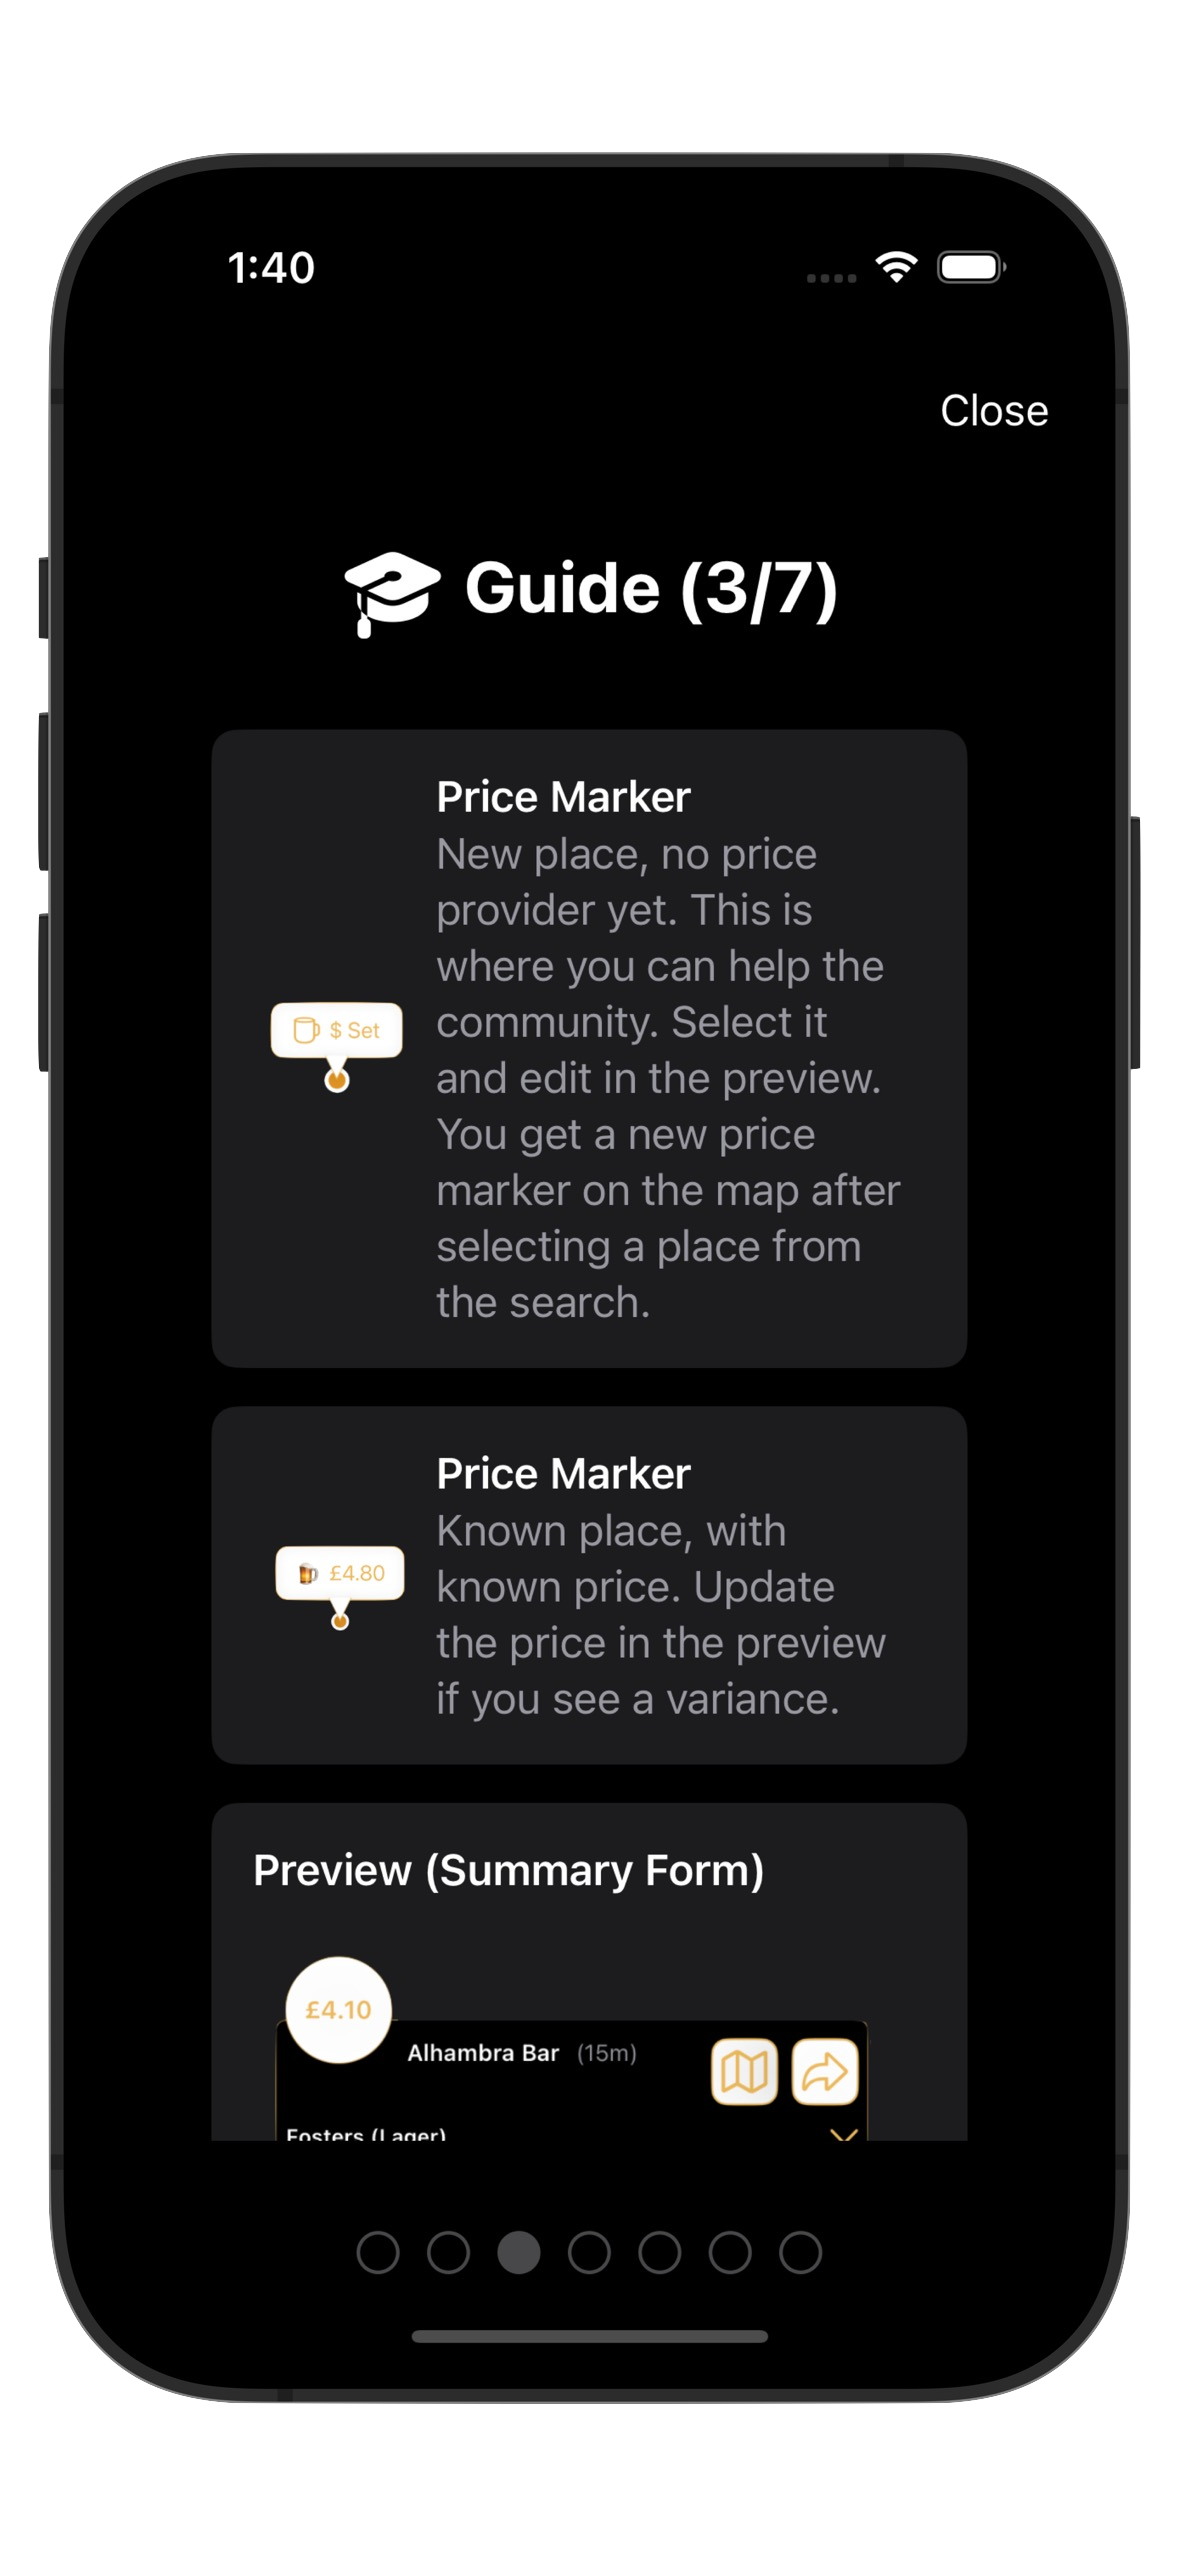 1:40
Close
Guide (3/7)
Price Marker
New place, no price
provider yet. This is
where you can help the
community. Select it
and edit in the preview.
You get a new price
marker on the map after
selecting a place from
the search.
$ Set
Price Marker
Known place, with
known price. Update
the price in the preview
if you see a variance.
£4.80
Preview (Summary Form)
£4.10
Alhambra Bar (15m)
Fosters (Lager)